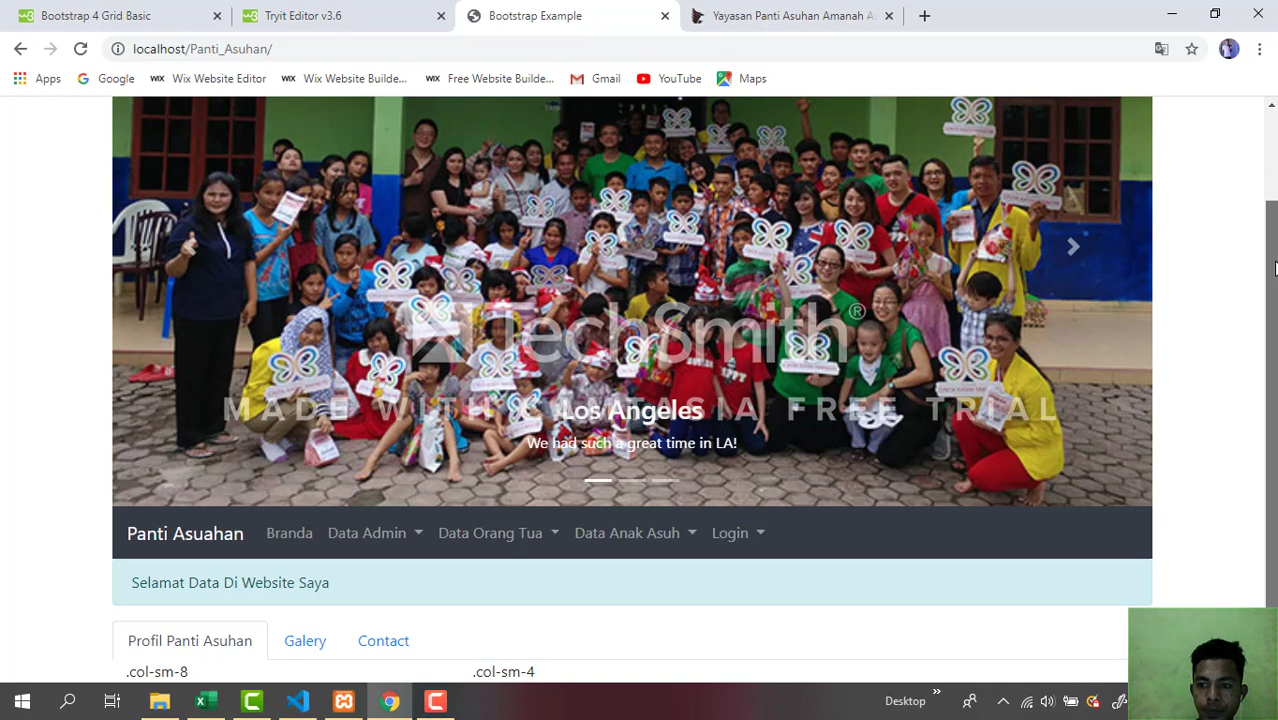 Bootstrap 4 Grid Basic
Tryit Editor v3.6
Bootstrap Example
Yayasan Panti Asuhan Amanah A
localhost/Panti_Asuhan/
Apps
Google
WIX Wix Website Editor
WIX Wix Website Builde...
WIX Free Website Builde...
Gmail
YouTube
Maps
TechSmith®
MADE WITH CAMTASIA FREE TRIAL
Los Angeles
We had such a great time in LA!
Panti Asuahan
Branda
Data Admin
Data Orang Tua
Data Anak Asuh
Login
Selamat Data Di Website Saya
Profil Panti Asuhan
Galery
Contact
.col-sm-8
.col-sm-4
Desktop